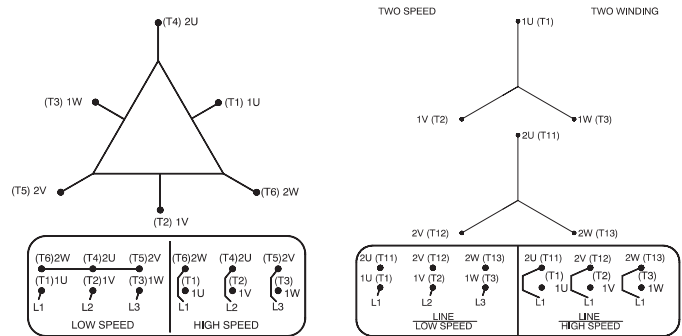 TWO SPEED TWO WINDING
(T4) 2U
(T3) 1W
(T1) 1U
(T5) 2V
(T6) 2W
(T2) 1V
(T6)2W (T4)2U (T5)2V
(T1)1U (T2)1V (T3)1W
L1 L2 L3
LOW SPEED
(T6)2W (T4)2U (T5)2V
(T1) (T2) (T3)
1U 1V 1W
L1 L2 L3
HIGH SPEED
1U (T1)
1V (T2)
1W (T3)
2U (T11)
2V (T12)
2W (T13)
2U (T11) 2V (T12) 2W (T13)
1U (T1) 1V (T2) 1W (T3)
L1 L2 L3
LINE
LOW SPEED
2U (T11) 2V (T12) 2W (T13)
(T1) (T2) (T3)
1U 1V 1W
L1 L1 L1
LINE
HIGH SPEED